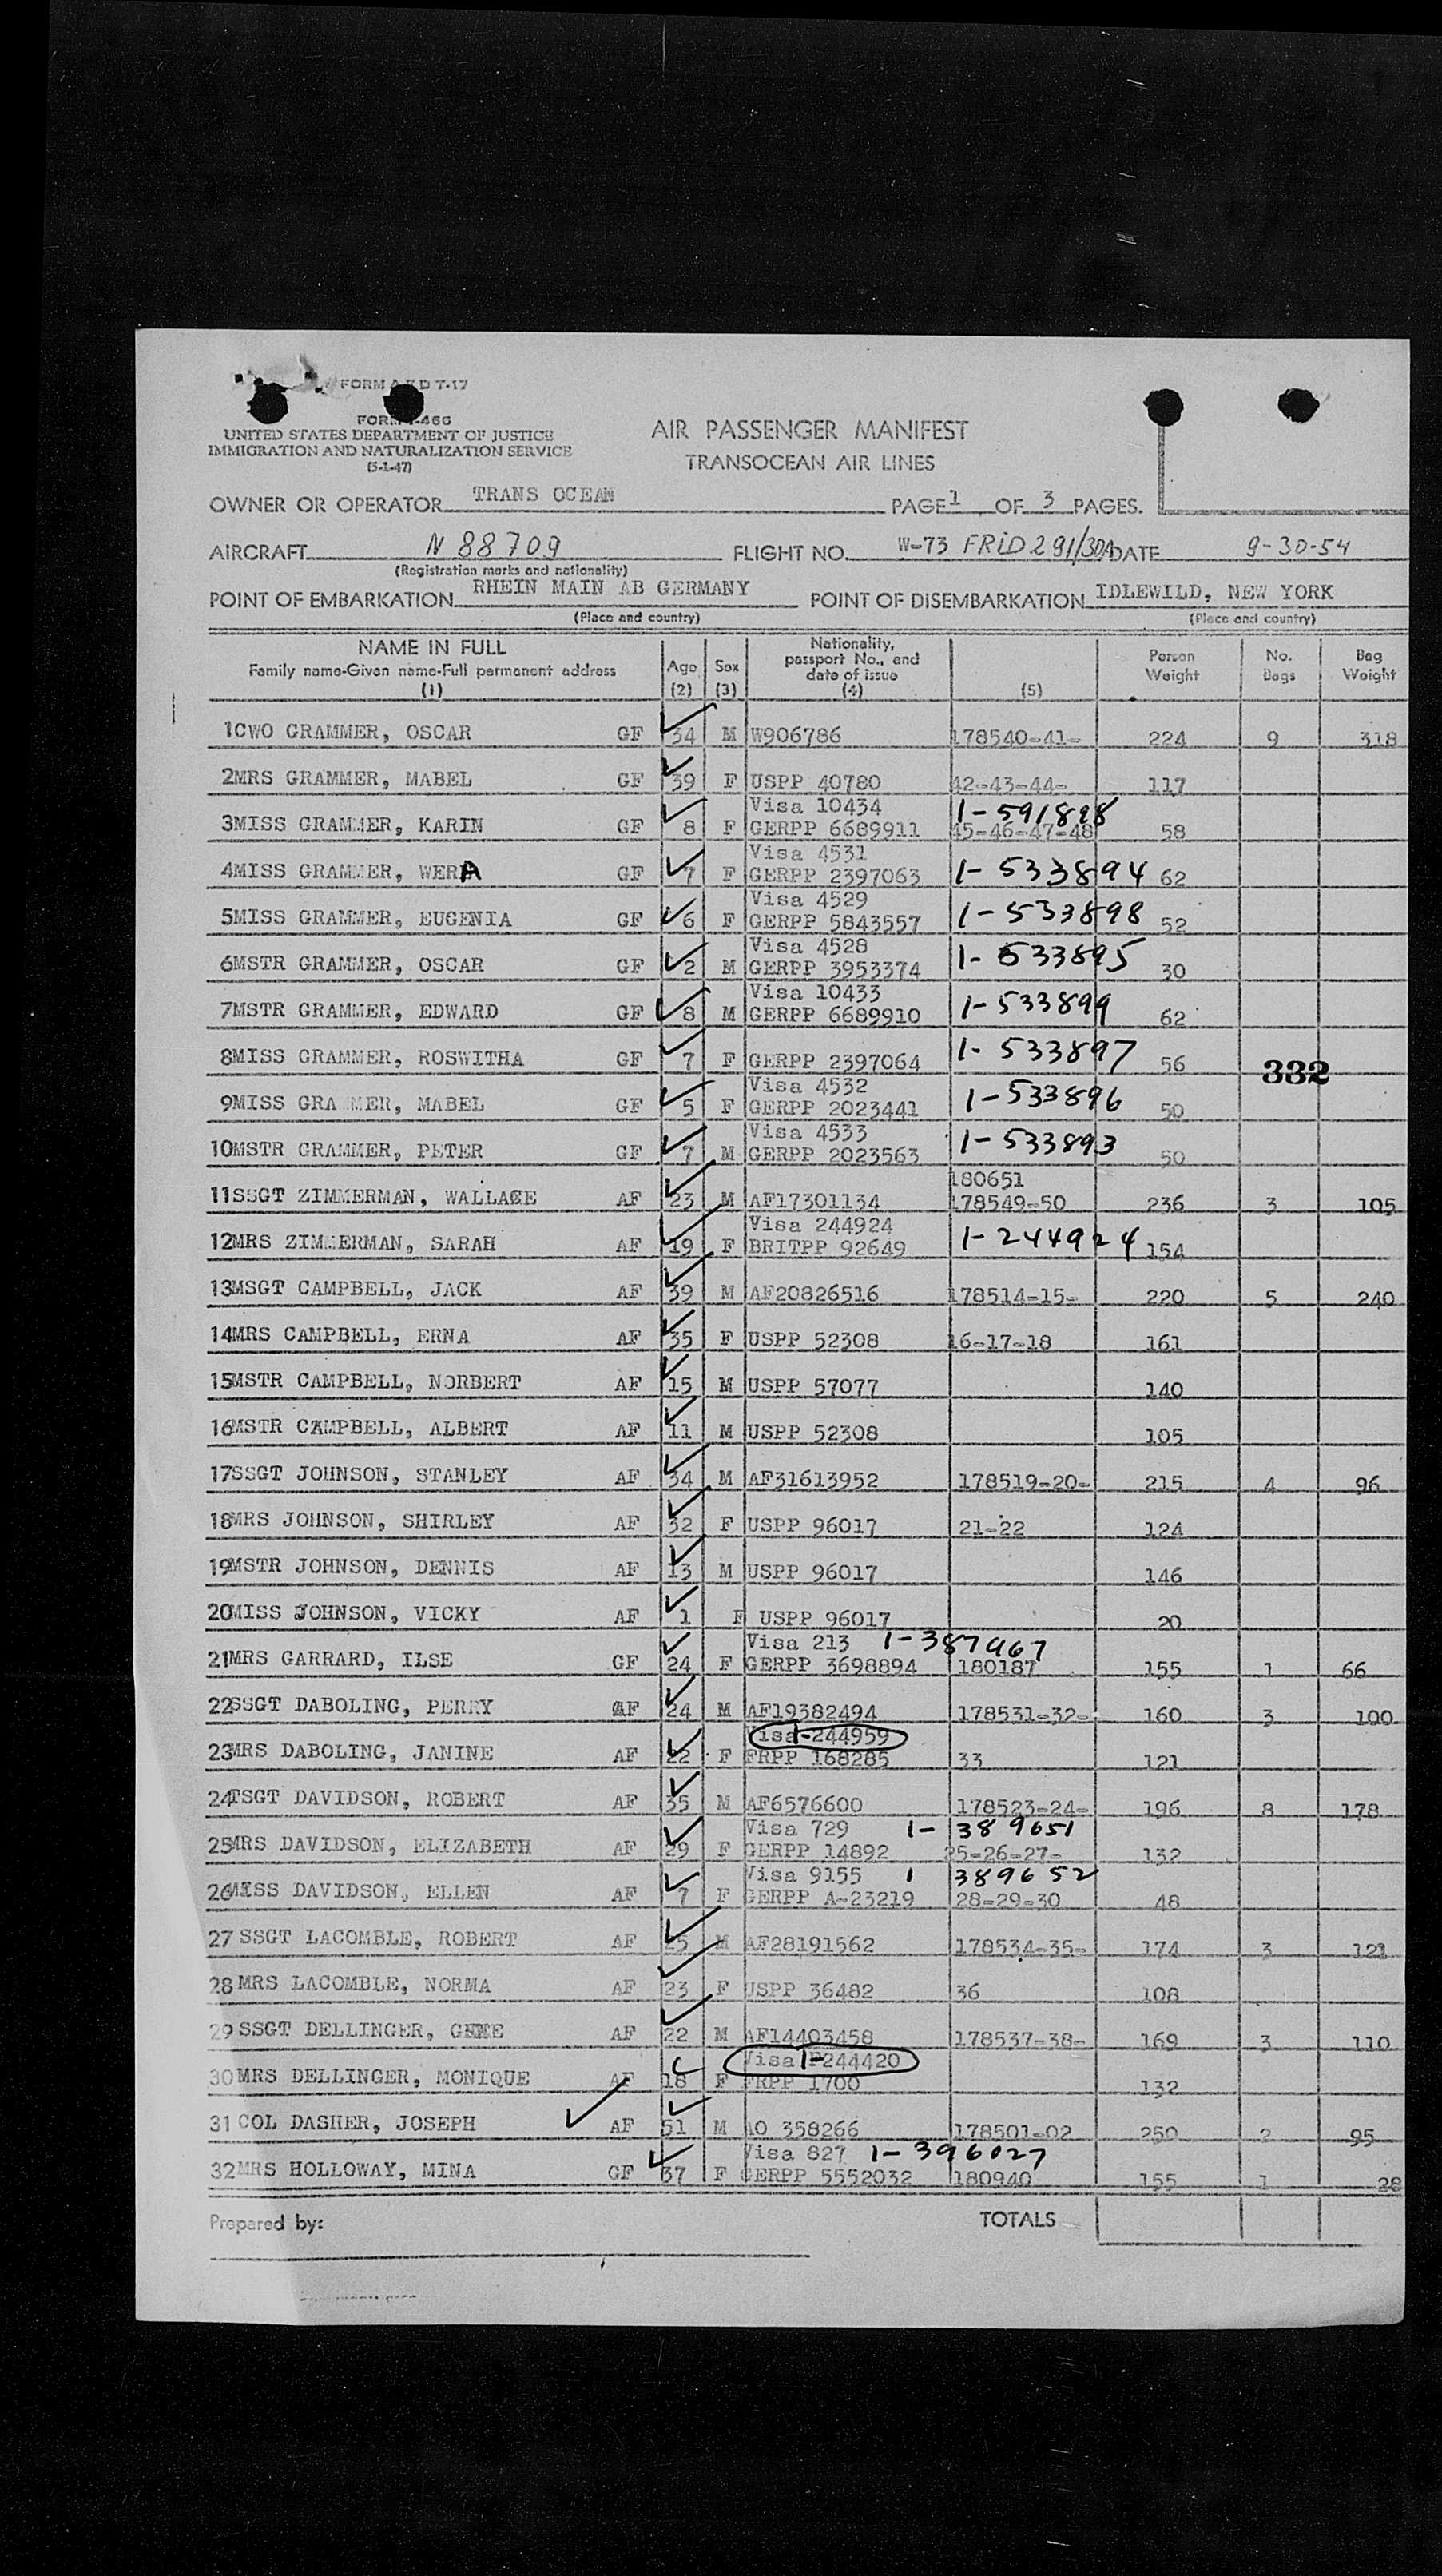 FORM A.F.D T-17
FORM I-466
UNITED STATES DEPARTMENT OF JUSTICE
IMMIGRATION AND NATURALIZATION SERVICE
(5-1-47)
AIR PASSENGER MANIFEST
TRANSOCEAN AIR LINES
OWNER OR OPERATOR TRANS OCEAN PAGE 1 OF 3 PAGES.
AIRCRAFT N 88709 FLIGHT NO. W-73 FRID 291/30A DATE 9-30-54
(Registration marks and nationality)
POINT OF EMBARKATION RHEIN MAIN AB GERMANY POINT OF DISEMBARKATION IDLEWILD, NEW YORK
(Place and country) (Place and country)
NAME IN FULL Family name-Given name-Full permanent address (1) Age (2) Sex (3) Nationality, passport No., and date of issue (4) (5) Person Weight No. Bags Bag Weight
1 CWO GRAMMER, OSCAR GF 34 M W906786 178540-41- 224 9 318
2 MRS GRAMMER, MABEL GF 39 F USPP 40780 42-43-44- 117
Visa 10434 1-591828
3 MISS GRAMMER, KARIN GF 8 F GERPP 6689911 45-46-47-48 58
Visa 4531
4 MISS GRAMMER, WERA GF 7 F GERPP 2397063 1-533894 62
Visa 4529
5 MISS GRAMMER, EUGENIA GF 6 F GERPP 5843557 1-533898 52
Visa 4528
6 MSTR GRAMMER, OSCAR GF 2 M GERPP 3953374 1-533895 30
Visa 10433
7 MSTR GRAMMER, EDWARD GF 8 M GERPP 6689910 1-533899 62
8 MISS GRAMMER, ROSWITHA GF 7 F GERPP 2397064 1-533897 56
332
Visa 4532
9 MISS GRAMMER, MABEL GF 5 F GERPP 2023441 1-533896 50
Visa 4533
10 MSTR GRAMMER, PETER GF 7 M GERPP 2023563 1-533893 50
180651
11 SSGT ZIMMERMAN, WALLACE AF 23 M AF17301134 178549-50 236 3 105
Visa 244924
12 MRS ZIMMERMAN, SARAH AF 19 F BRITPP 92649 1-244924 154
13 MSGT CAMPBELL, JACK AF 39 M AF20826516 178514-15- 220 5 240
14 MRS CAMPBELL, ERNA AF 35 F USPP 52308 16-17-18 161
15 MSTR CAMPBELL, NORBERT AF 15 M USPP 57077 140
16 MSTR CAMPBELL, ALBERT AF 11 M USPP 52308 105
17 SSGT JOHNSON, STANLEY AF 34 M AF31613952 178519-20- 215 4 96
18 MRS JOHNSON, SHIRLEY AF 32 F USPP 96017 21-22 124
19 MSTR JOHNSON, DENNIS AF 13 M USPP 96017 146
20 MISS JOHNSON, VICKY AF 1 F USPP 96017 20
Visa 213 1-387967
21 MRS GARRARD, ILSE GF 24 F GERPP 3698894 180187 155 1 66
22 SSGT DABOLING, PERRY AF 24 M AF19382494 178531-32- 160 3 100
Visa 1-244959
23 MRS DABOLING, JANINE AF 22 F FRPP 168285 33 121
24 TSGT DAVIDSON, ROBERT AF 35 M AF6576600 178523-24- 196 8 178
Visa 729 1-389651
25 MRS DAVIDSON, ELIZABETH AF 29 F GERPP 14892 25-26-27- 132
Visa 9155 1 389652
26 MISS DAVIDSON, ELLEN AF 7 F GERPP A-23219 28-29-30 48
27 SSGT LACOMBLE, ROBERT AF 25 M AF28191562 178534-35- 174 3 121
28 MRS LACOMBLE, NORMA AF 23 F USPP 36482 36 108
29 SSGT DELLINGER, GENE AF 22 M AF14403458 178537-38- 169 3 110
Visa 1-244420
30 MRS DELLINGER, MONIQUE AF 18 F FRPP 1700 132
31 COL DASHER, JOSEPH AF 51 M AO 358266 178501-02 250 2 95
Visa 827 1-396027
32 MRS HOLLOWAY, MINA GF 37 F GERPP 5552032 180940 155 1 28
Prepared by: TOTALS